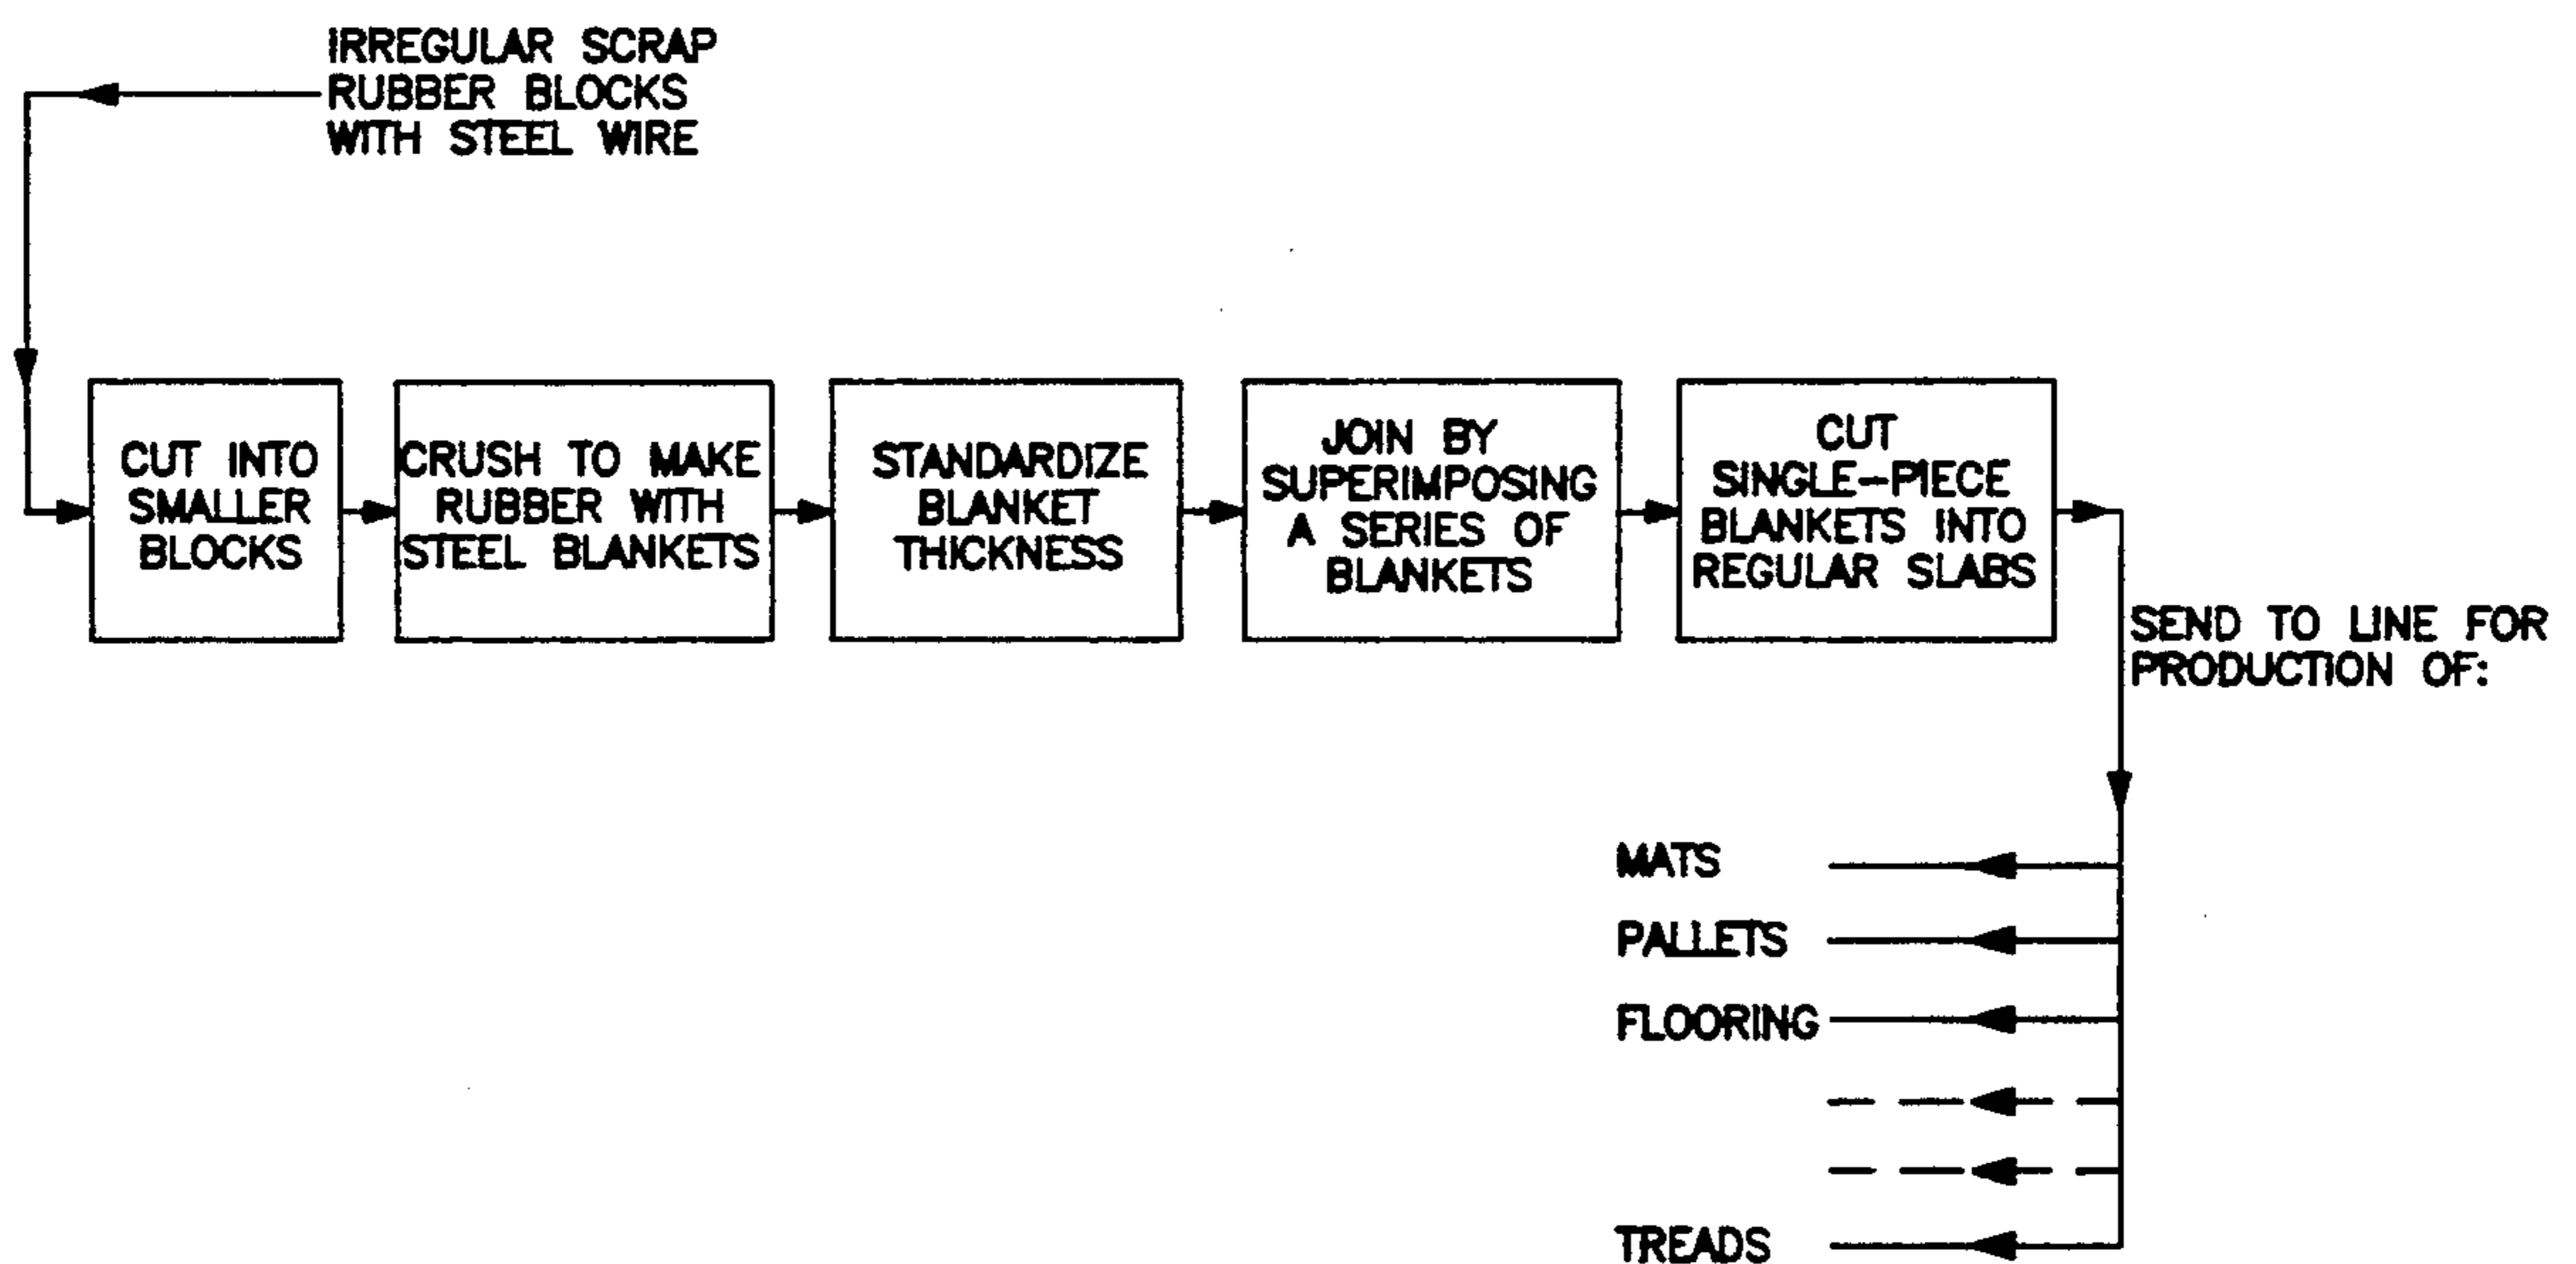 IRREGULAR SCRAP
RUBBER BLOCKS
WITH STEEL WIRE
CUT INTO
SMALLER
BLOCKS
CRUSH TO MAKE
RUBBER WITH
STEEL BLANKETS
STANDARDIZE
BLANKET
THICKNESS
JOIN BY
SUPERIMPOSING
A SERIES OF
BLANKETS
CUT
SINGLE-PIECE
BLANKETS INTO
REGULAR SLABS
SEND TO LINE FOR
PRODUCTION OF:
MATS
PALLETS
FLOORING
TREADS